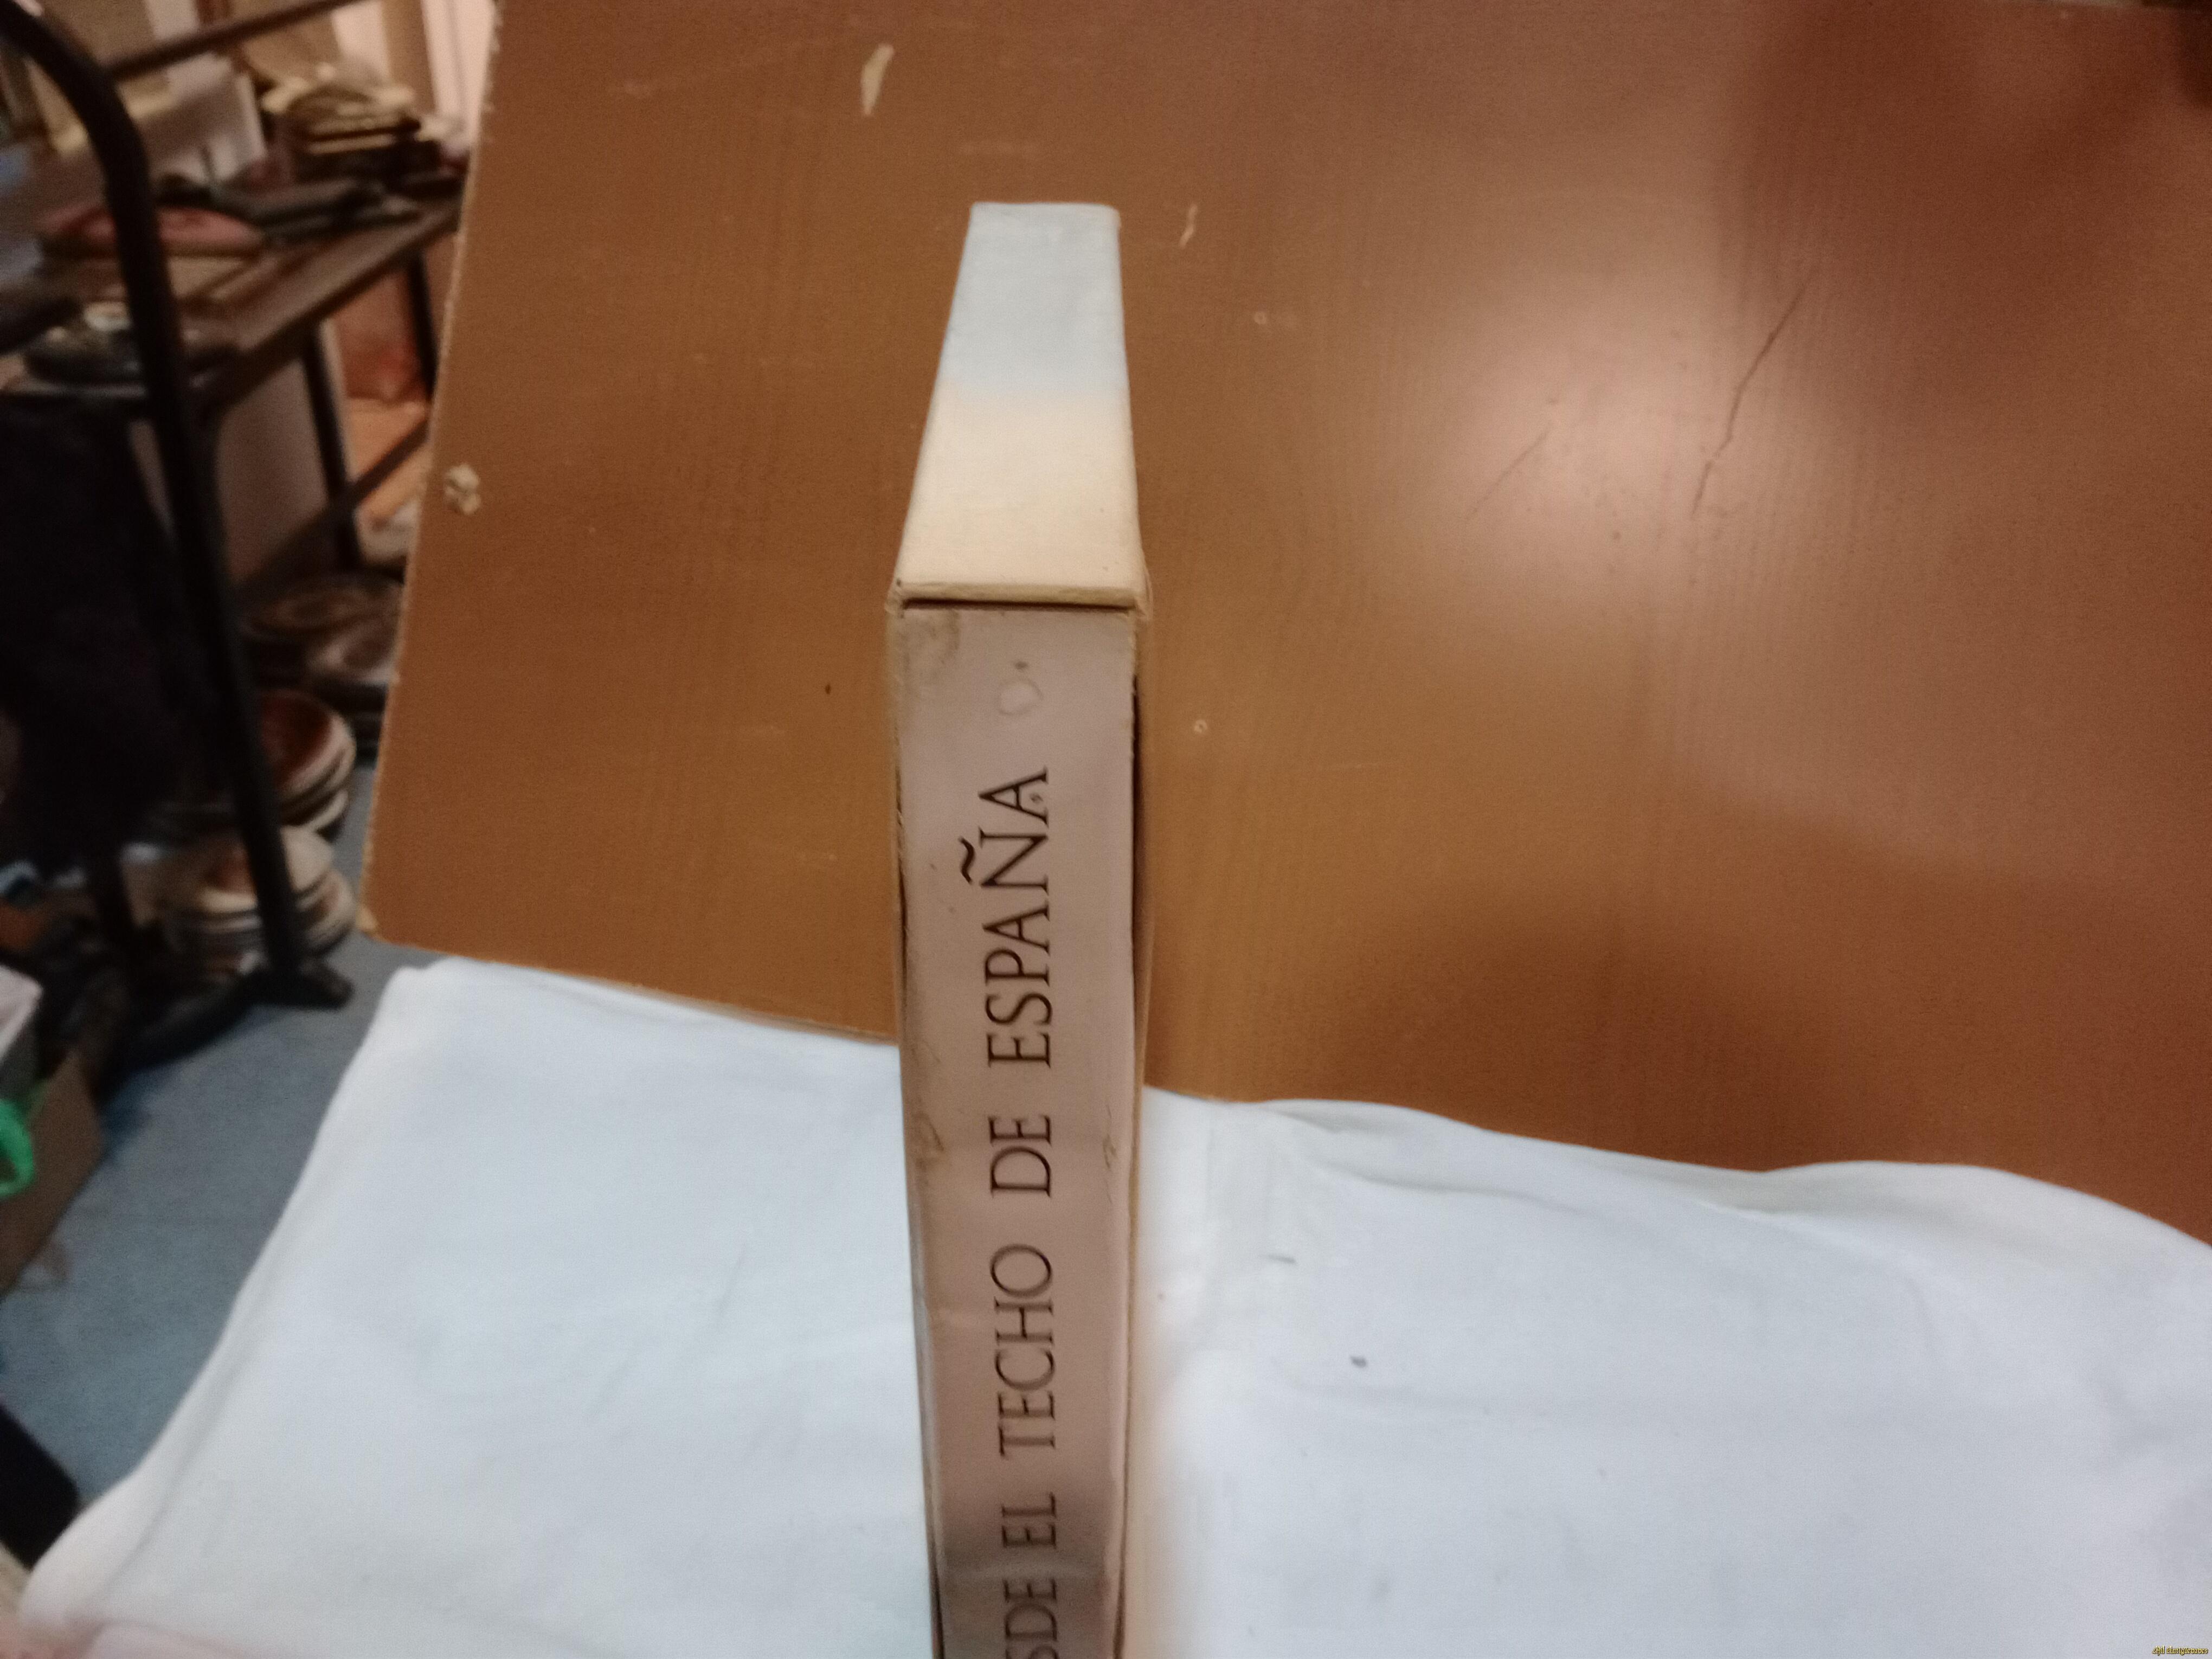 SDE EL TECHO DE ESPAÑA